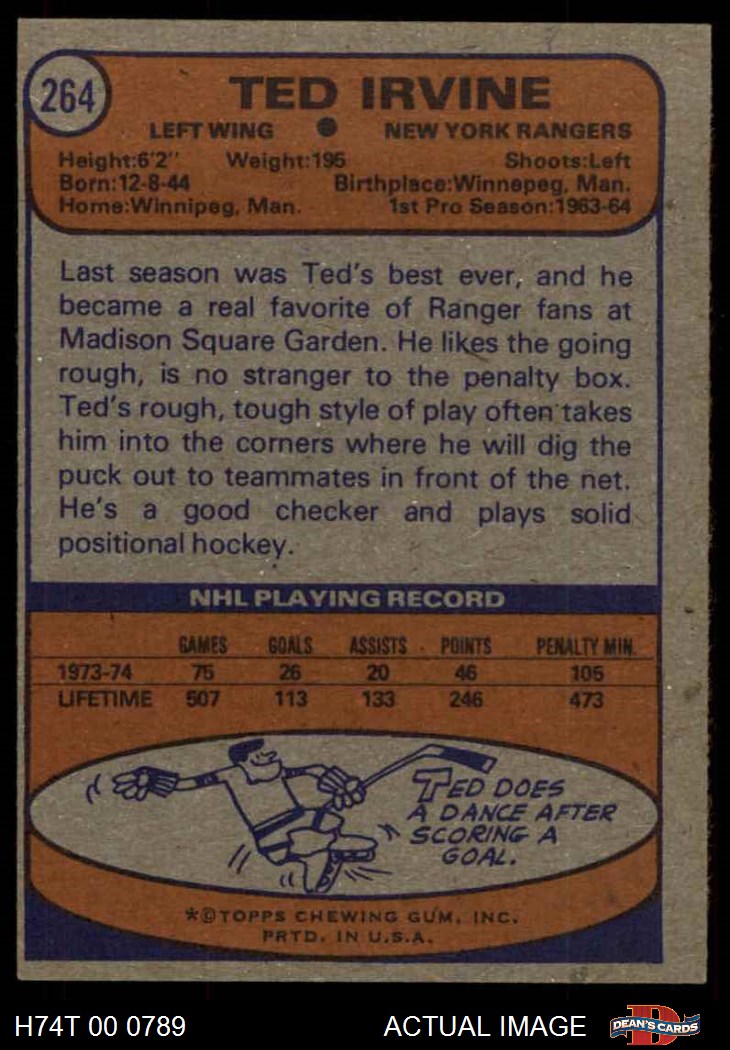 264
TED IRVINE
LEFT WING ● NEW YORK RANGERS
Height:6'2" Weight:195 Shoots:Left
Born:12-8-44 Birthplace:Winnepeg, Man.
Home:Winnipeg, Man. 1st Pro Season:1963-64
Last season was Ted's best ever, and he
became a real favorite of Ranger fans at
Madison Square Garden. He likes the going
rough, is no stranger to the penalty box.
Ted's rough, tough style of play often takes
him into the corners where he will dig the
puck out to teammates in front of the net.
He's a good checker and plays solid
positional hockey.
NHL PLAYING RECORD
GAMES GOALS ASSISTS POINTS PENALTY MIN.
1973-74 75 26 20 46 105
LIFETIME 507 113 133 246 473
TED DOES
A DANCE AFTER
SCORING A
GOAL.
*©TOPPS CHEWING GUM, INC.
PRTD. IN U.S.A.
H74T 00 0789 ACTUAL IMAGE D DEAN'S CARDS